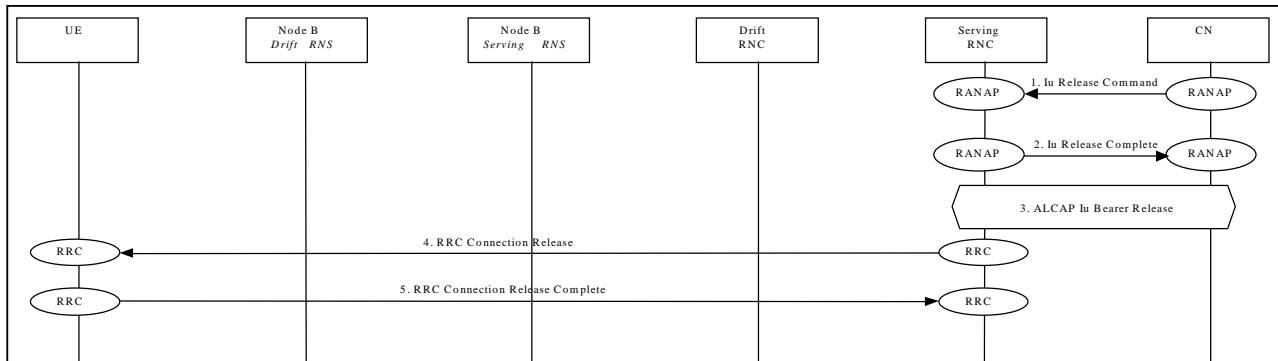 UE
Node B
Drift RNS
Node B
Serving RNS
Drift
RNC
Serving
RNC
CN
RANAP
1. Iu Release Command
RANAP
RANAP
2. Iu Release Complete
RANAP
3. ALCAP Iu Bearer Release
RRC
4. RRC Connection Release
RRC
RRC
5. RRC Connection Release Complete
RRC